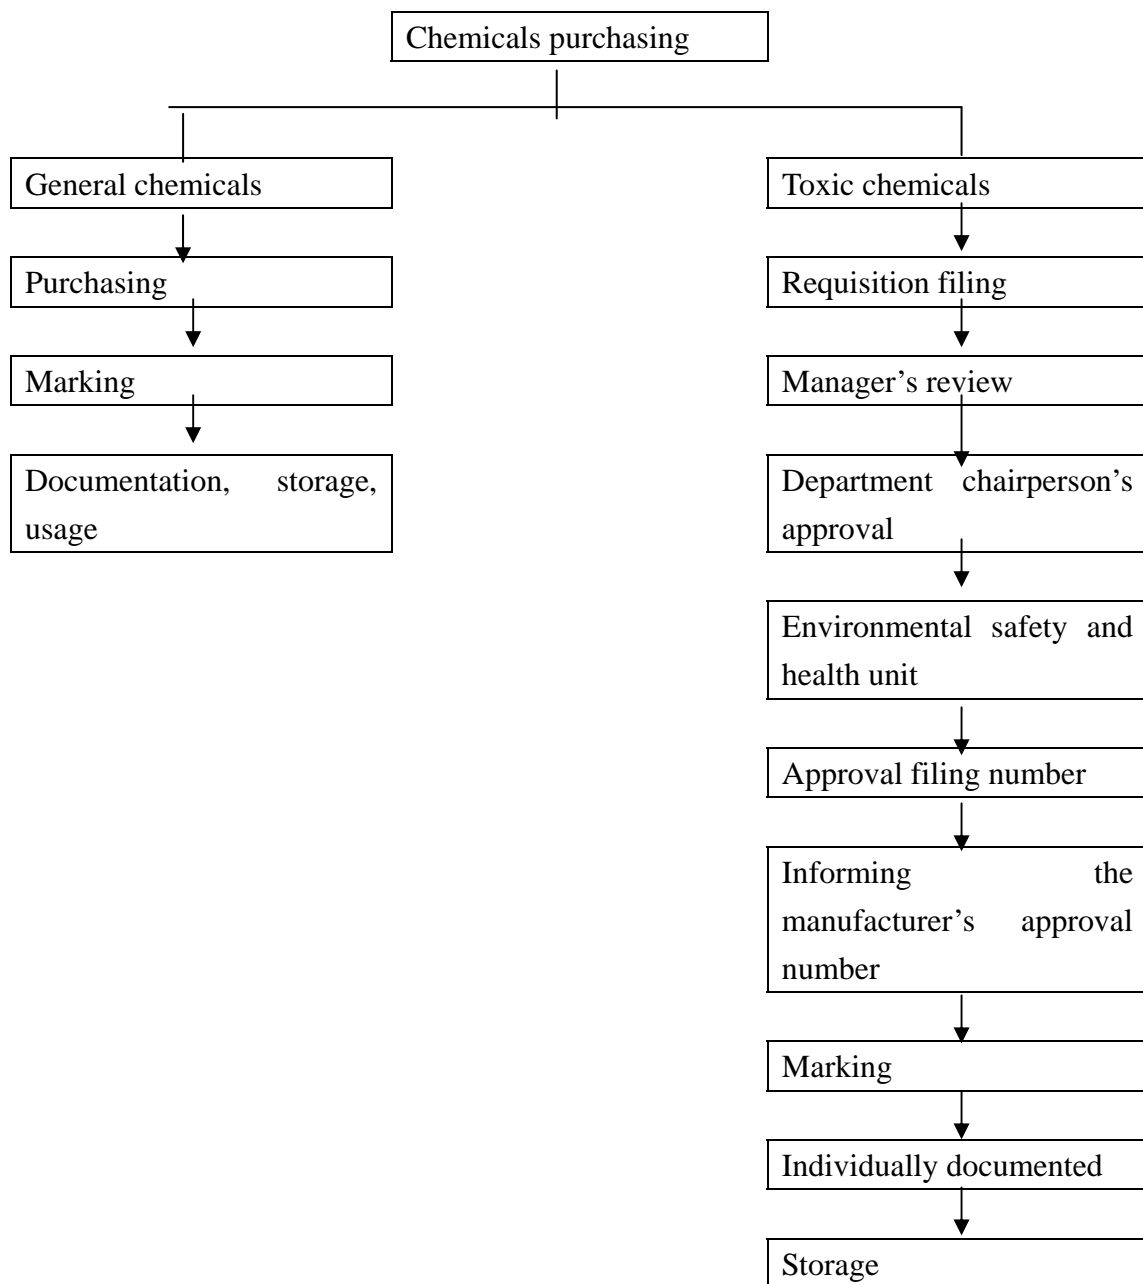 Chemicals purchasing
General chemicals
Purchasing
Marking
Documentation, storage,
usage
Toxic chemicals
Requisition filing
Manager’s review
Department chairperson’s
approval
Environmental safety and
health unit
Approval filing number
Informing the
manufacturer’s approval
number
Marking
Individually documented
Storage